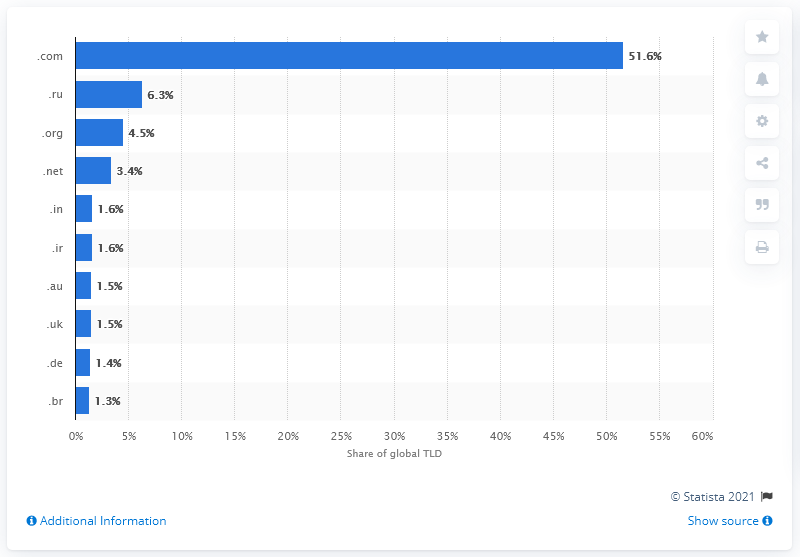 .com 51.6%
.ru 6.3%
.org 4.5%
.net 3.4%
.in 1.6%
.ir 1.6%
.au 1.5%
.uk 1.5%
.de 1.4%
.br 1.3%
0% 5% 10% 15% 20% 25% 30% 35% 40% 45% 50% 55% 60%
Share of global TLD
© Statista 2021
Additional Information Show source